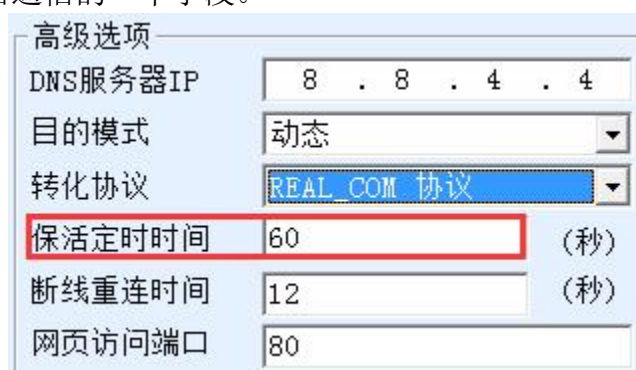 高级选项
DNS服务器IP 8 . 8 . 4 . 4
目的模式 动态
转化协议 REAL_COM 协议
保活定时时间 60 (秒)
断线重连时间 12 (秒)
网页访问端口 80